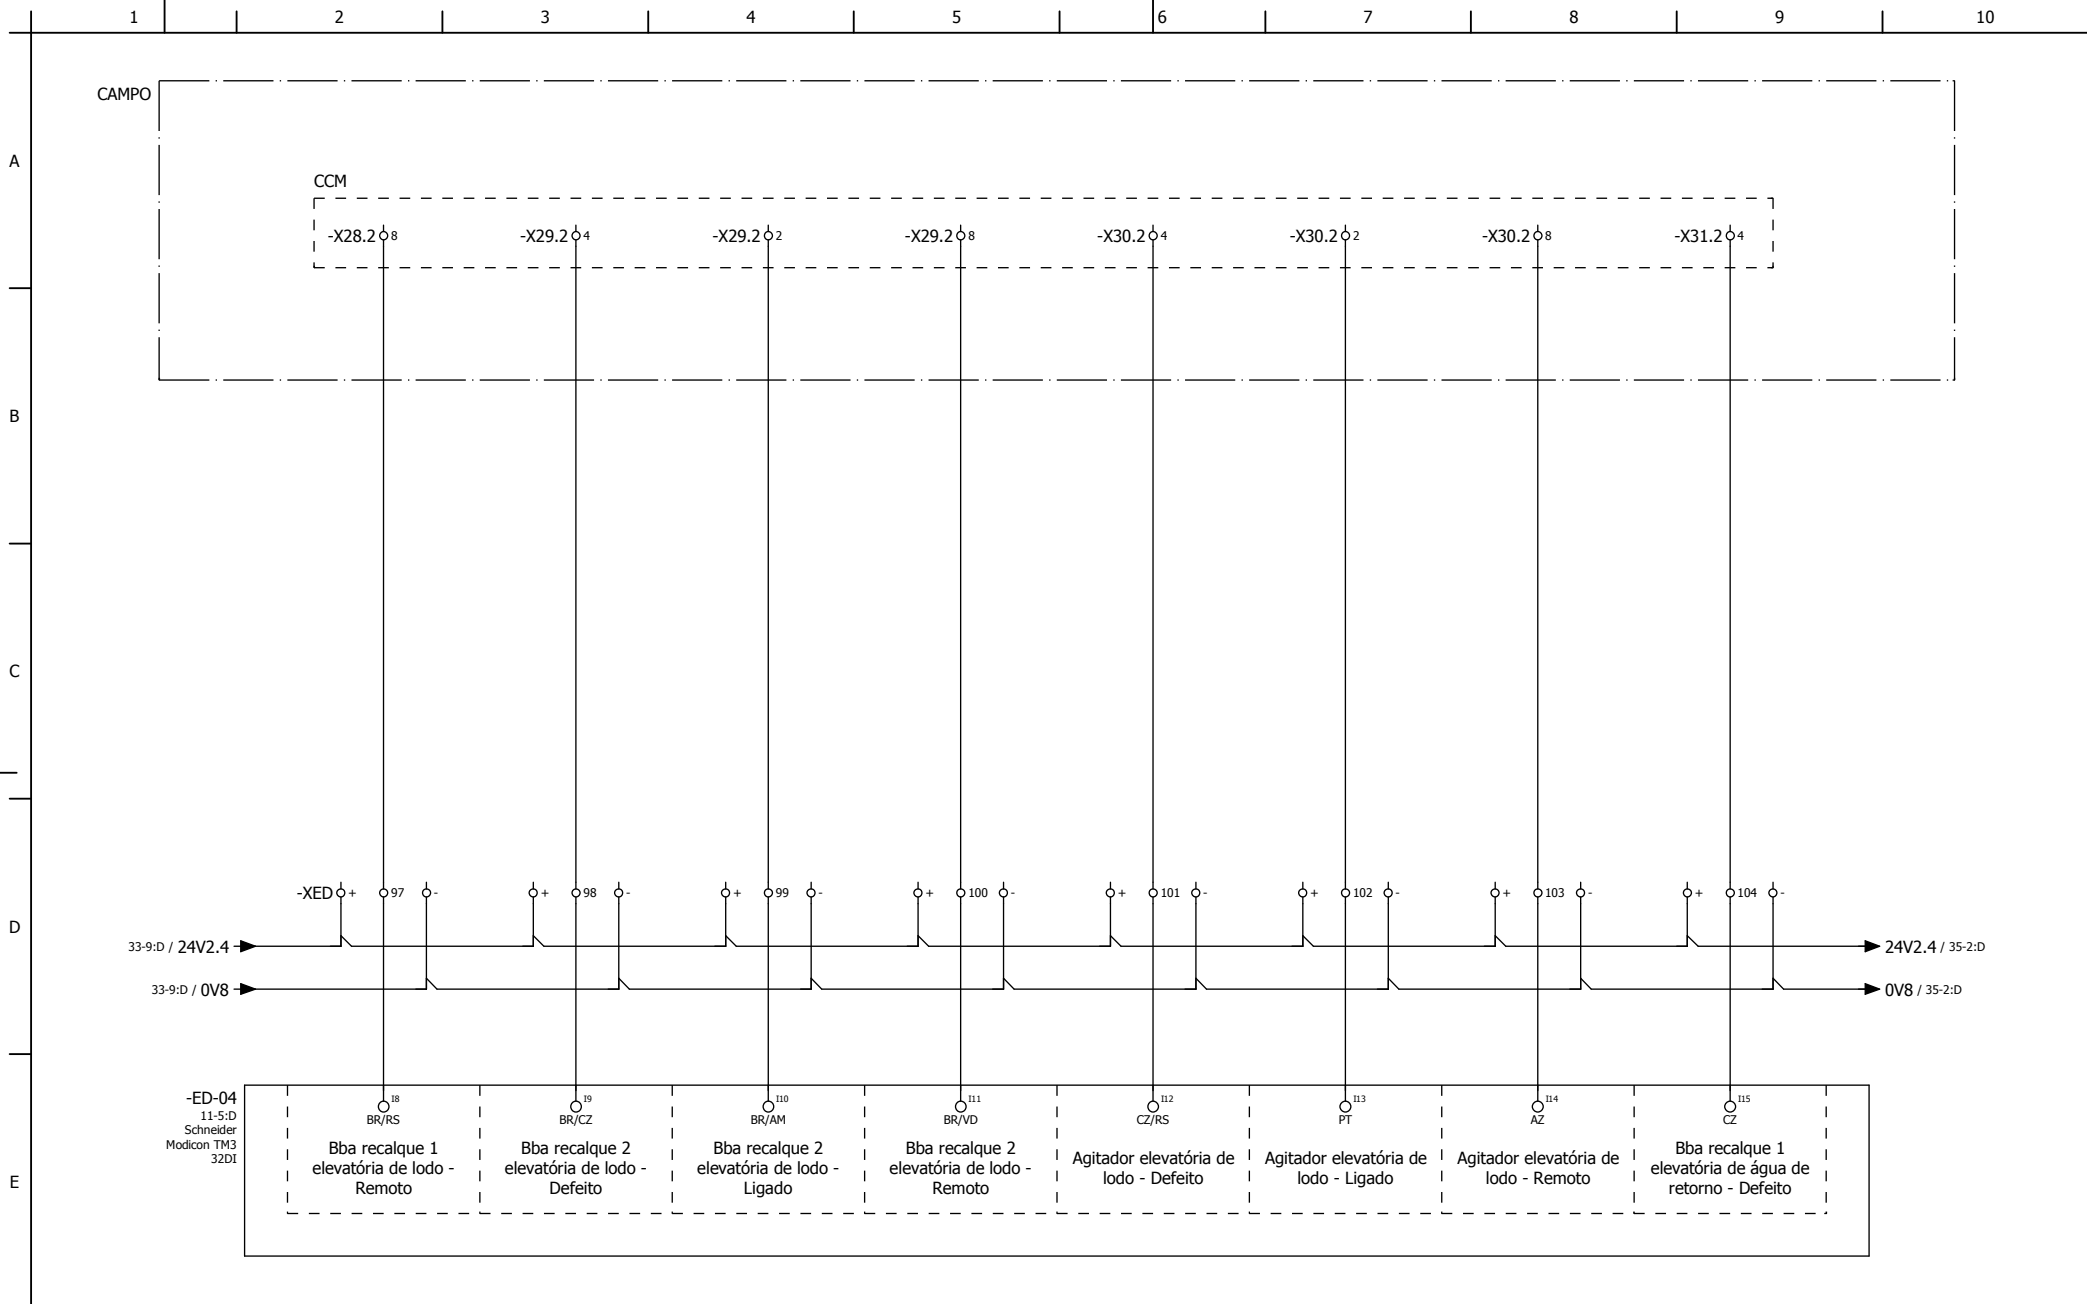 1 2 3 4 5 6 7 8 9 10
CAMPO
A
CCM
-X28.2 8 -X29.2 4 -X29.2 2 -X29.2 8 -X30.2 4 -X30.2 2 -X30.2 8 -X31.2 4
B
C
-XED + 97 - + 98 - + 99 - + 100 - + 101 - + 102 - + 103 - + 104 -
D
33-9:D / 24V2.4 24V2.4 / 35-2:D
33-9:D / 0V8 0V8 / 35-2:D
-ED-04
11-5:D
Schneider
Modicon TM3
32DI
E
I8
BR/RS
Bba recalque 1
elevatória de lodo -
Remoto
I9
BR/CZ
Bba recalque 2
elevatória de lodo -
Defeito
I10
BR/AM
Bba recalque 2
elevatória de lodo -
Ligado
I11
BR/VD
Bba recalque 2
elevatória de lodo -
Remoto
I12
CZ/RS
Agitador elevatória de
lodo - Defeito
I13
PT
Agitador elevatória de
lodo - Ligado
I14
AZ
Agitador elevatória de
lodo - Remoto
I15
CZ
Bba recalque 1
elevatória de água de
retorno - Defeito